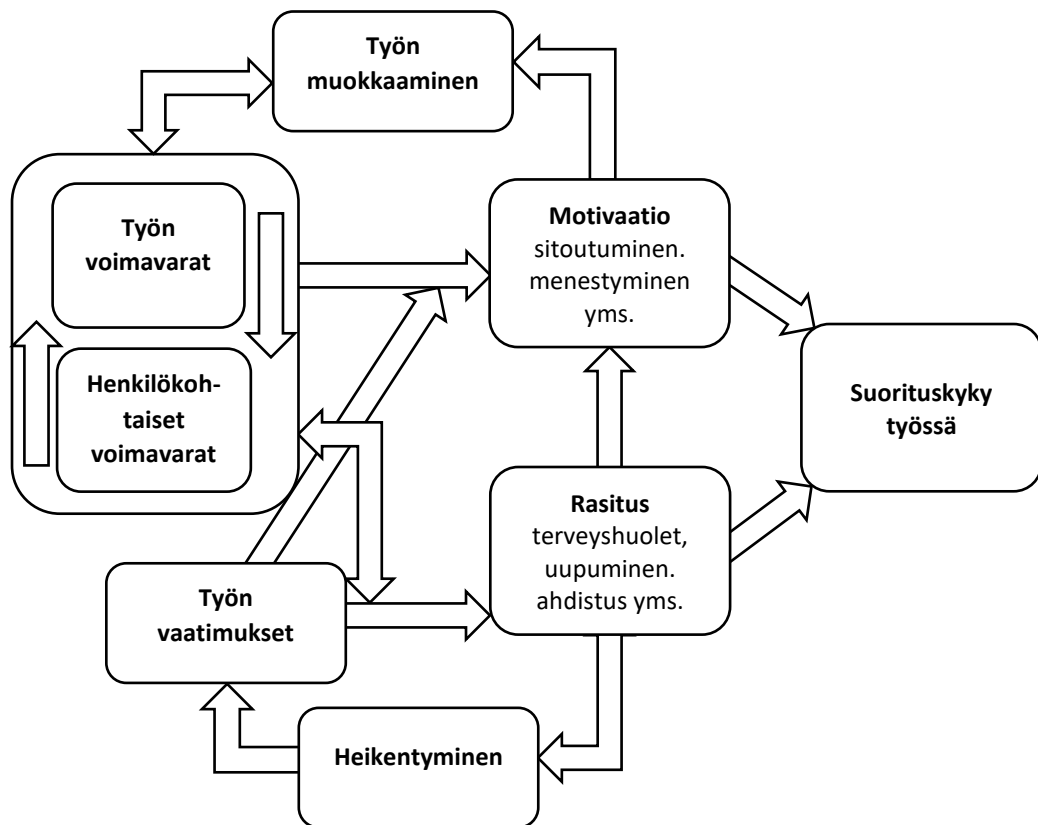 Työn
muokkaaminen
Työn
voimavarat
Motivaatio
sitoutuminen.
menestyminen
yms.
Henkilökoh-
taiset
voimavarat
Suorituskyky
työssä
Rasitus
terveyshuolet,
uupuminen.
ahdistus yms.
Työn
vaatimukset
Heikentyminen